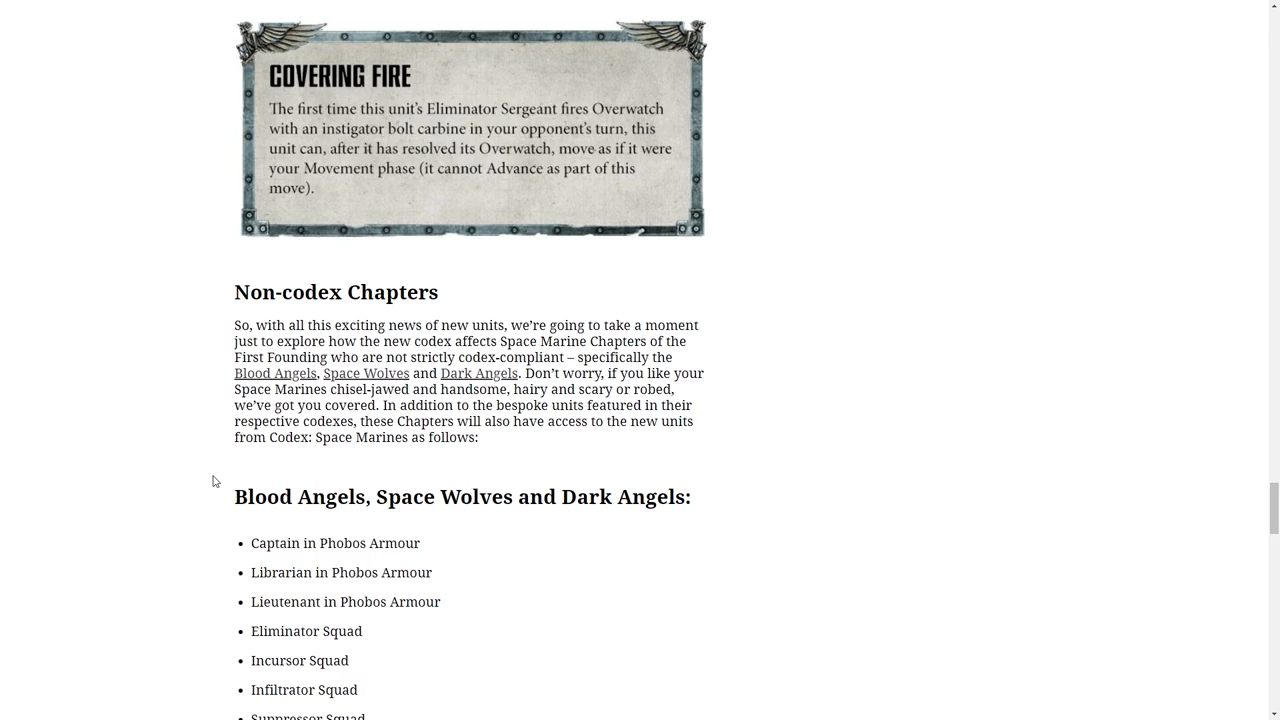 COVERING FIRE
The first time this unit’s Eliminator Sergeant fires Overwatch
with an instigator bolt carbine in your opponent’s turn, this
unit can, after it has resolved its Overwatch, move as if it were
your Movement phase (it cannot Advance as part of this
move).
Non-codex Chapters
So, with all this exciting news of new units, we’re going to take a moment
just to explore how the new codex affects Space Marine Chapters of the
First Founding who are not strictly codex-compliant – specifically the
Blood Angels, Space Wolves and Dark Angels. Don’t worry, if you like your
Space Marines chisel-jawed and handsome, hairy and scary or robed,
we’ve got you covered. In addition to the bespoke units featured in their
respective codexes, these Chapters will also have access to the new units
from Codex: Space Marines as follows:
Blood Angels, Space Wolves and Dark Angels:
• Captain in Phobos Armour
• Librarian in Phobos Armour
• Lieutenant in Phobos Armour
• Eliminator Squad
• Incursor Squad
• Infiltrator Squad
Suppressor Squad